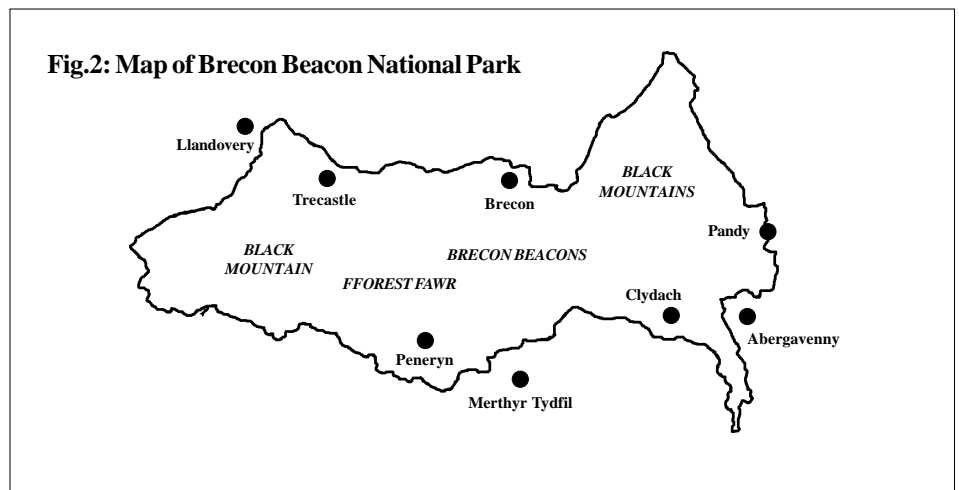 Fig.2: Map of Brecon Beacon National Park
Llandovery
Trecastle
Brecon
BLACK
MOUNTAINS
Pandy
BLACK
MOUNTAIN
BRECON BEACONS
FFOREST FAWR
Clydach
Abergavenny
Peneryn
Merthyr Tydfil